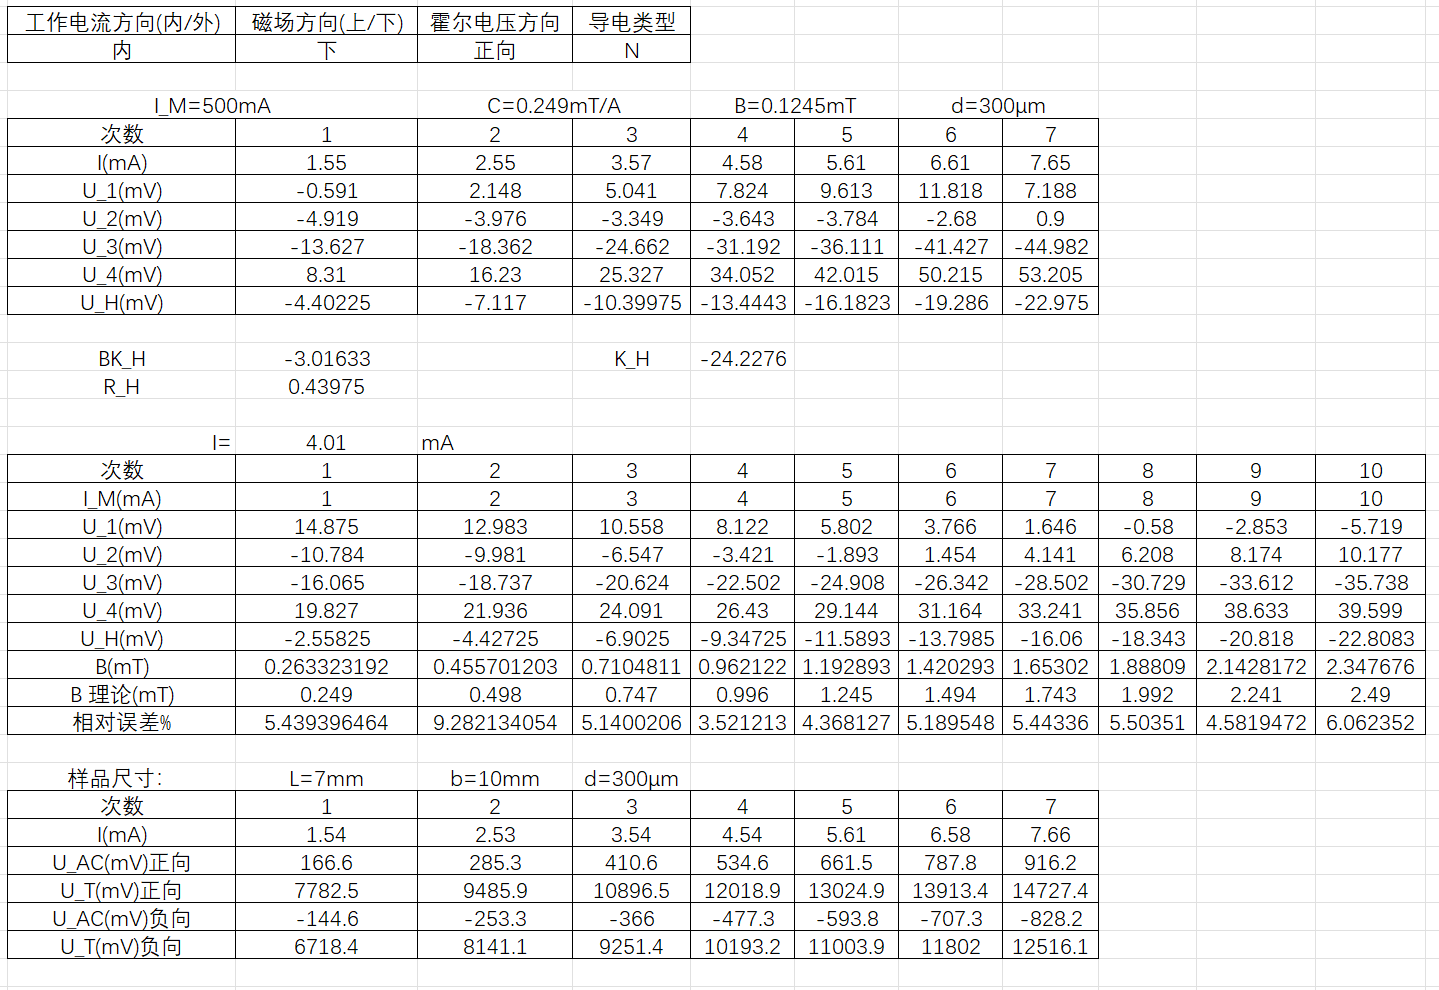 工作电流方向(内/外) 磁场方向(上/下) 霍尔电压方向 导电类型
内 下 正向 N
I_M=500mA C=0.249mT/A B=0.1245mT d=300μm
次数 1 2 3 4 5 6 7
I(mA) 1.55 2.55 3.57 4.58 5.61 6.61 7.65
U_1(mV) -0.591 2.148 5.041 7.824 9.613 11.818 7.188
U_2(mV) -4.919 -3.976 -3.349 -3.643 -3.784 -2.68 0.9
U_3(mV) -13.627 -18.362 -24.662 -31.192 -36.111 -41.427 -44.982
U_4(mV) 8.31 16.23 25.327 34.052 42.015 50.215 53.205
U_H(mV) -4.40225 -7.117 -10.39975 -13.4443 -16.1823 -19.286 -22.975
BK_H -3.01633 K_H -24.2276
R_H 0.43975
I= 4.01 mA
次数 1 2 3 4 5 6 7 8 9 10
I_M(mA) 1 2 3 4 5 6 7 8 9 10
U_1(mV) 14.875 12.983 10.558 8.122 5.802 3.766 1.646 -0.58 -2.853 -5.719
U_2(mV) -10.784 -9.981 -6.547 -3.421 -1.893 1.454 4.141 6.208 8.174 10.177
U_3(mV) -16.065 -18.737 -20.624 -22.502 -24.908 -26.342 -28.502 -30.729 -33.612 -35.738
U_4(mV) 19.827 21.936 24.091 26.43 29.144 31.164 33.241 35.856 38.633 39.599
U_H(mV) -2.55825 -4.42725 -6.9025 -9.34725 -11.5893 -13.7985 -16.06 -18.343 -20.818 -22.8083
B(mT) 0.263323192 0.455701203 0.7104811 0.962122 1.192893 1.420293 1.65302 1.88809 2.1428172 2.347676
B 理论(mT) 0.249 0.498 0.747 0.996 1.245 1.494 1.743 1.992 2.241 2.49
相对误差% 5.439396464 9.282134054 5.1400206 3.521213 4.368127 5.189548 5.44336 5.50351 4.5819472 6.062352
样品尺寸: L=7mm b=10mm d=300μm
次数 1 2 3 4 5 6 7
I(mA) 1.54 2.53 3.54 4.54 5.61 6.58 7.66
U_AC(mV)正向 166.6 285.3 410.6 534.6 661.5 787.8 916.2
U_T(mV)正向 7782.5 9485.9 10896.5 12018.9 13024.9 13913.4 14727.4
U_AC(mV)负向 -144.6 -253.3 -366 -477.3 -593.8 -707.3 -828.2
U_T(mV)负向 6718.4 8141.1 9251.4 10193.2 11003.9 11802 12516.1